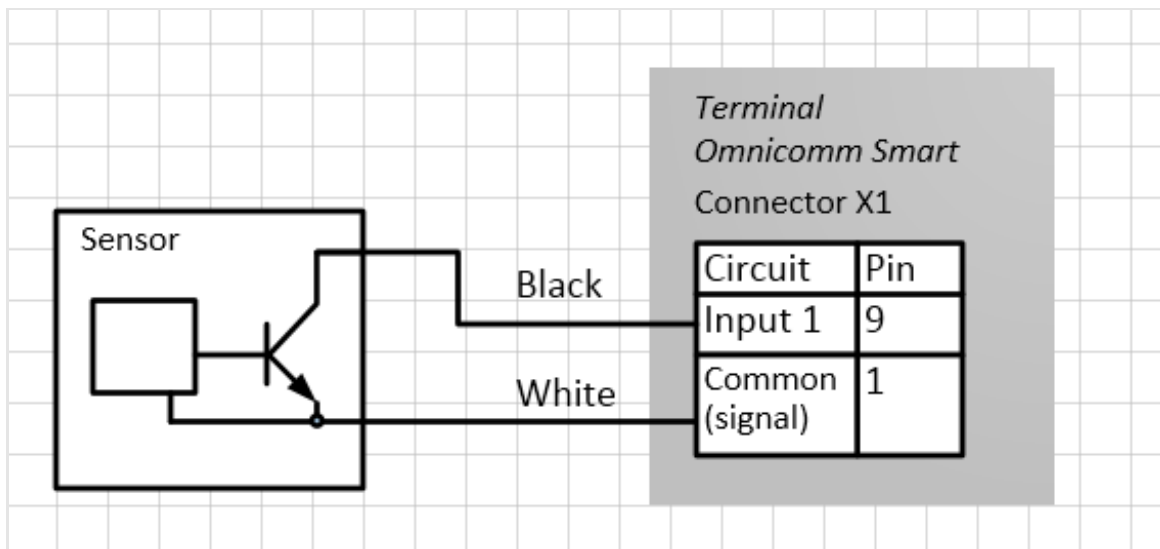 Terminal
Omnicomm Smart
Connector X1
Sensor
Circuit Pin
Black
Input 1 9
White
Common 1
(signal)